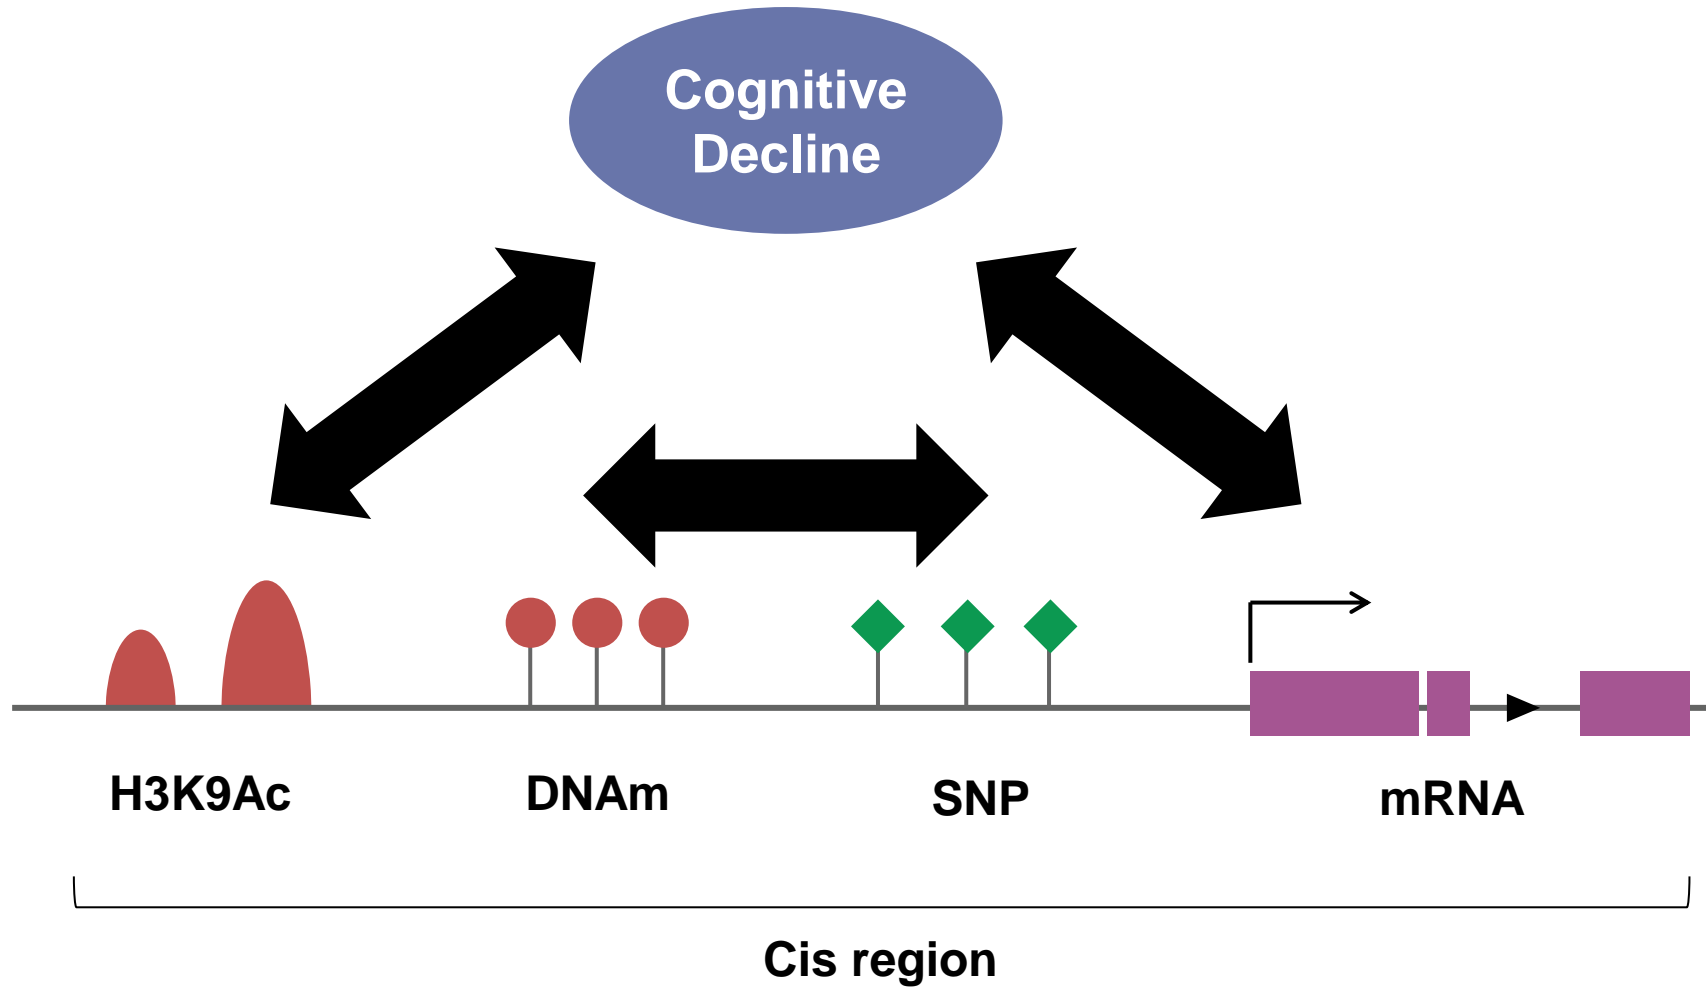 Cognitive
Decline
H3K9Ac
DNAm
SNP
mRNA
Cis region